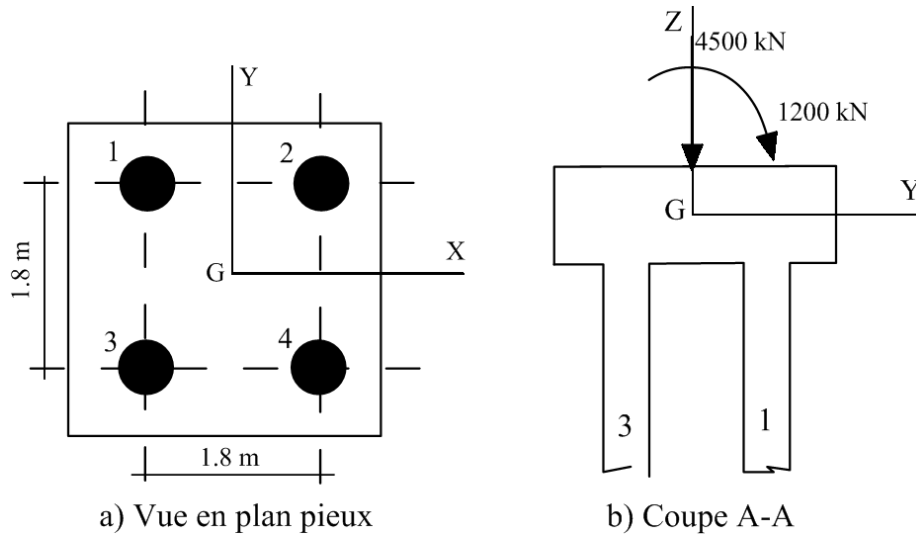 Y
1
2
1.8 m
G
X
3
4
1.8 m
a) Vue en plan pieux
Z
4500 kN
1200 kN
G
Y
3
1
b) Coupe A-A